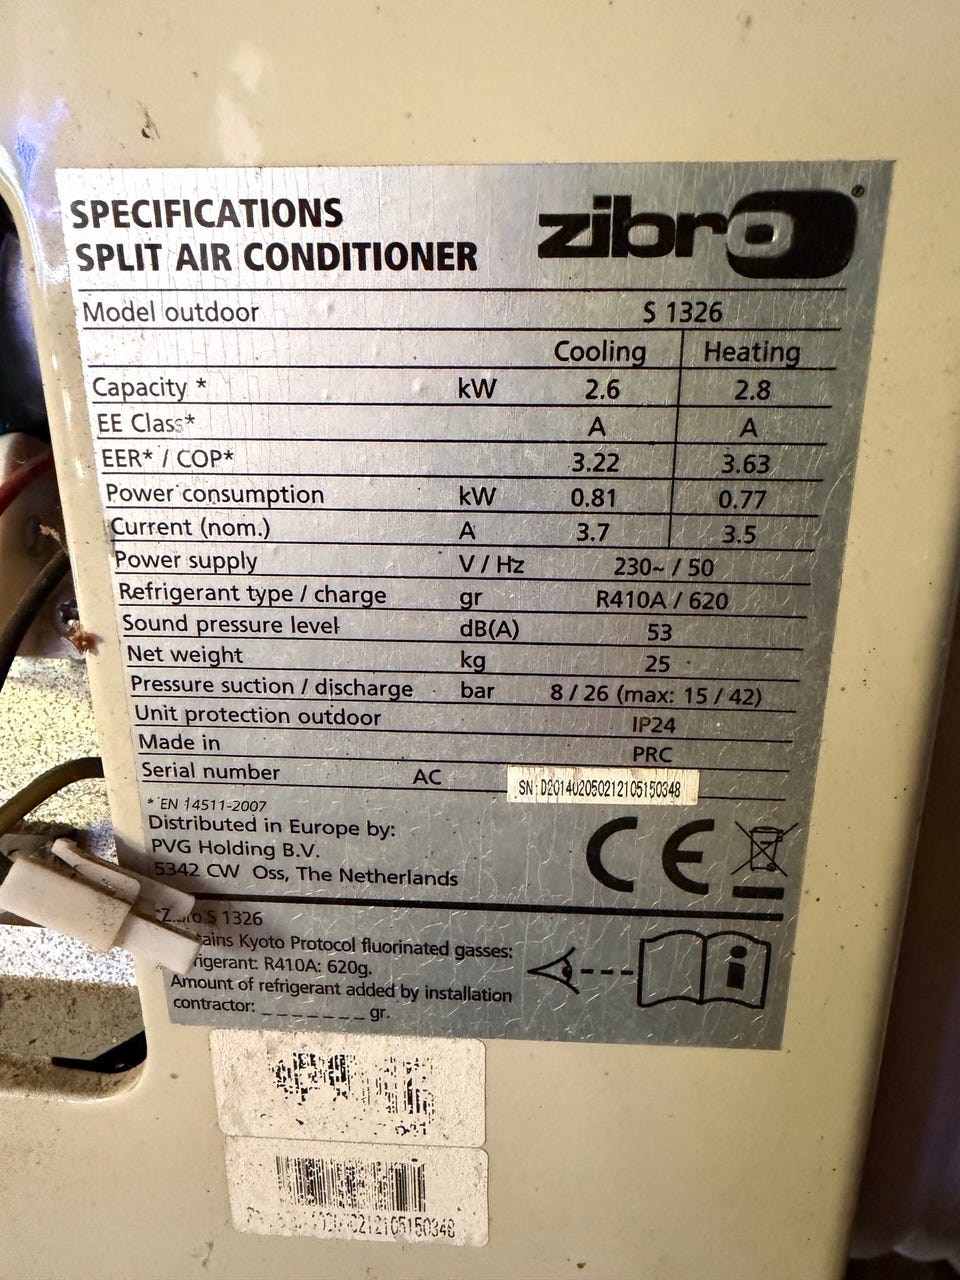 SPECIFICATIONS
SPLIT AIR CONDITIONER
zibro®
Model outdoor S 1326
Cooling Heating
Capacity * kW 2.6 2.8
EE Class* A A
EER* / COP* 3.22 3.63
Power consumption kW 0.81 0.77
Current (nom.) A 3.7 3.5
Power supply V / Hz 230~ / 50
Refrigerant type / charge gr R410A / 620
Sound pressure level dB(A) 53
Net weight kg 25
Pressure suction / discharge bar 8 / 26 (max: 15 / 42)
Unit protection outdoor IP24
Made in PRC
Serial number AC SN:D201402050212105150348
* EN 14511-2007
Distributed in Europe by:
PVG Holding B.V.
5342 CW Oss, The Netherlands
CE
S 1326
Kyoto Protocol fluorinated gasses:
R410A: 620g.
Amount of refrigerant added by installation
contractor: _ _ _ _ _ _ _ gr.